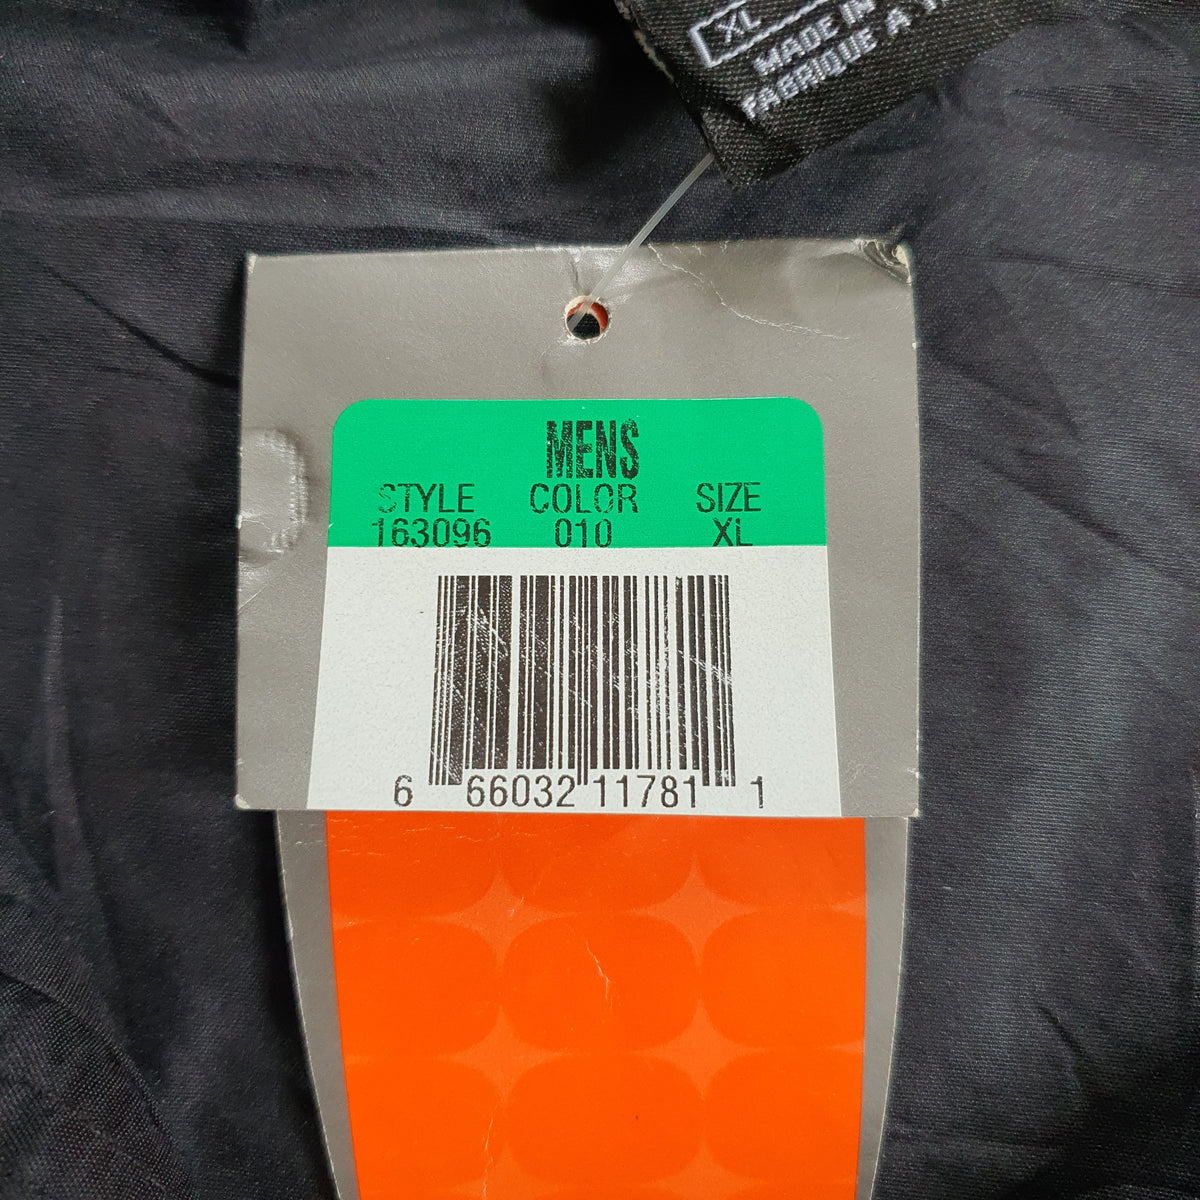 XL
MADE IN
FABRIQUE A
MENS
STYLE COLOR SIZE
163096 010 XL
6 66032 11781 1